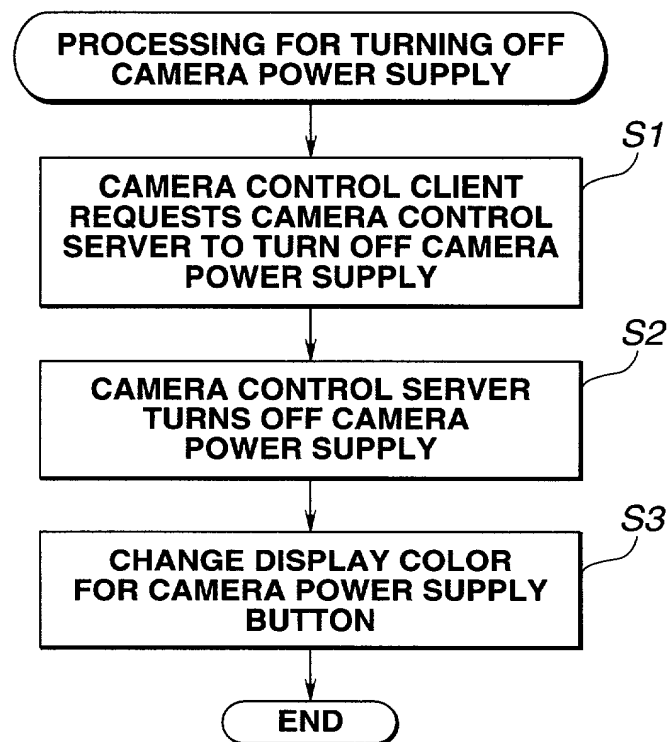 PROCESSING FOR TURNING OFF
CAMERA POWER SUPPLY
S1
CAMERA CONTROL CLIENT
REQUESTS CAMERA CONTROL
SERVER TO TURN OFF CAMERA
POWER SUPPLY
S2
CAMERA CONTROL SERVER
TURNS OFF CAMERA
POWER SUPPLY
S3
CHANGE DISPLAY COLOR
FOR CAMERA POWER SUPPLY
BUTTON
END